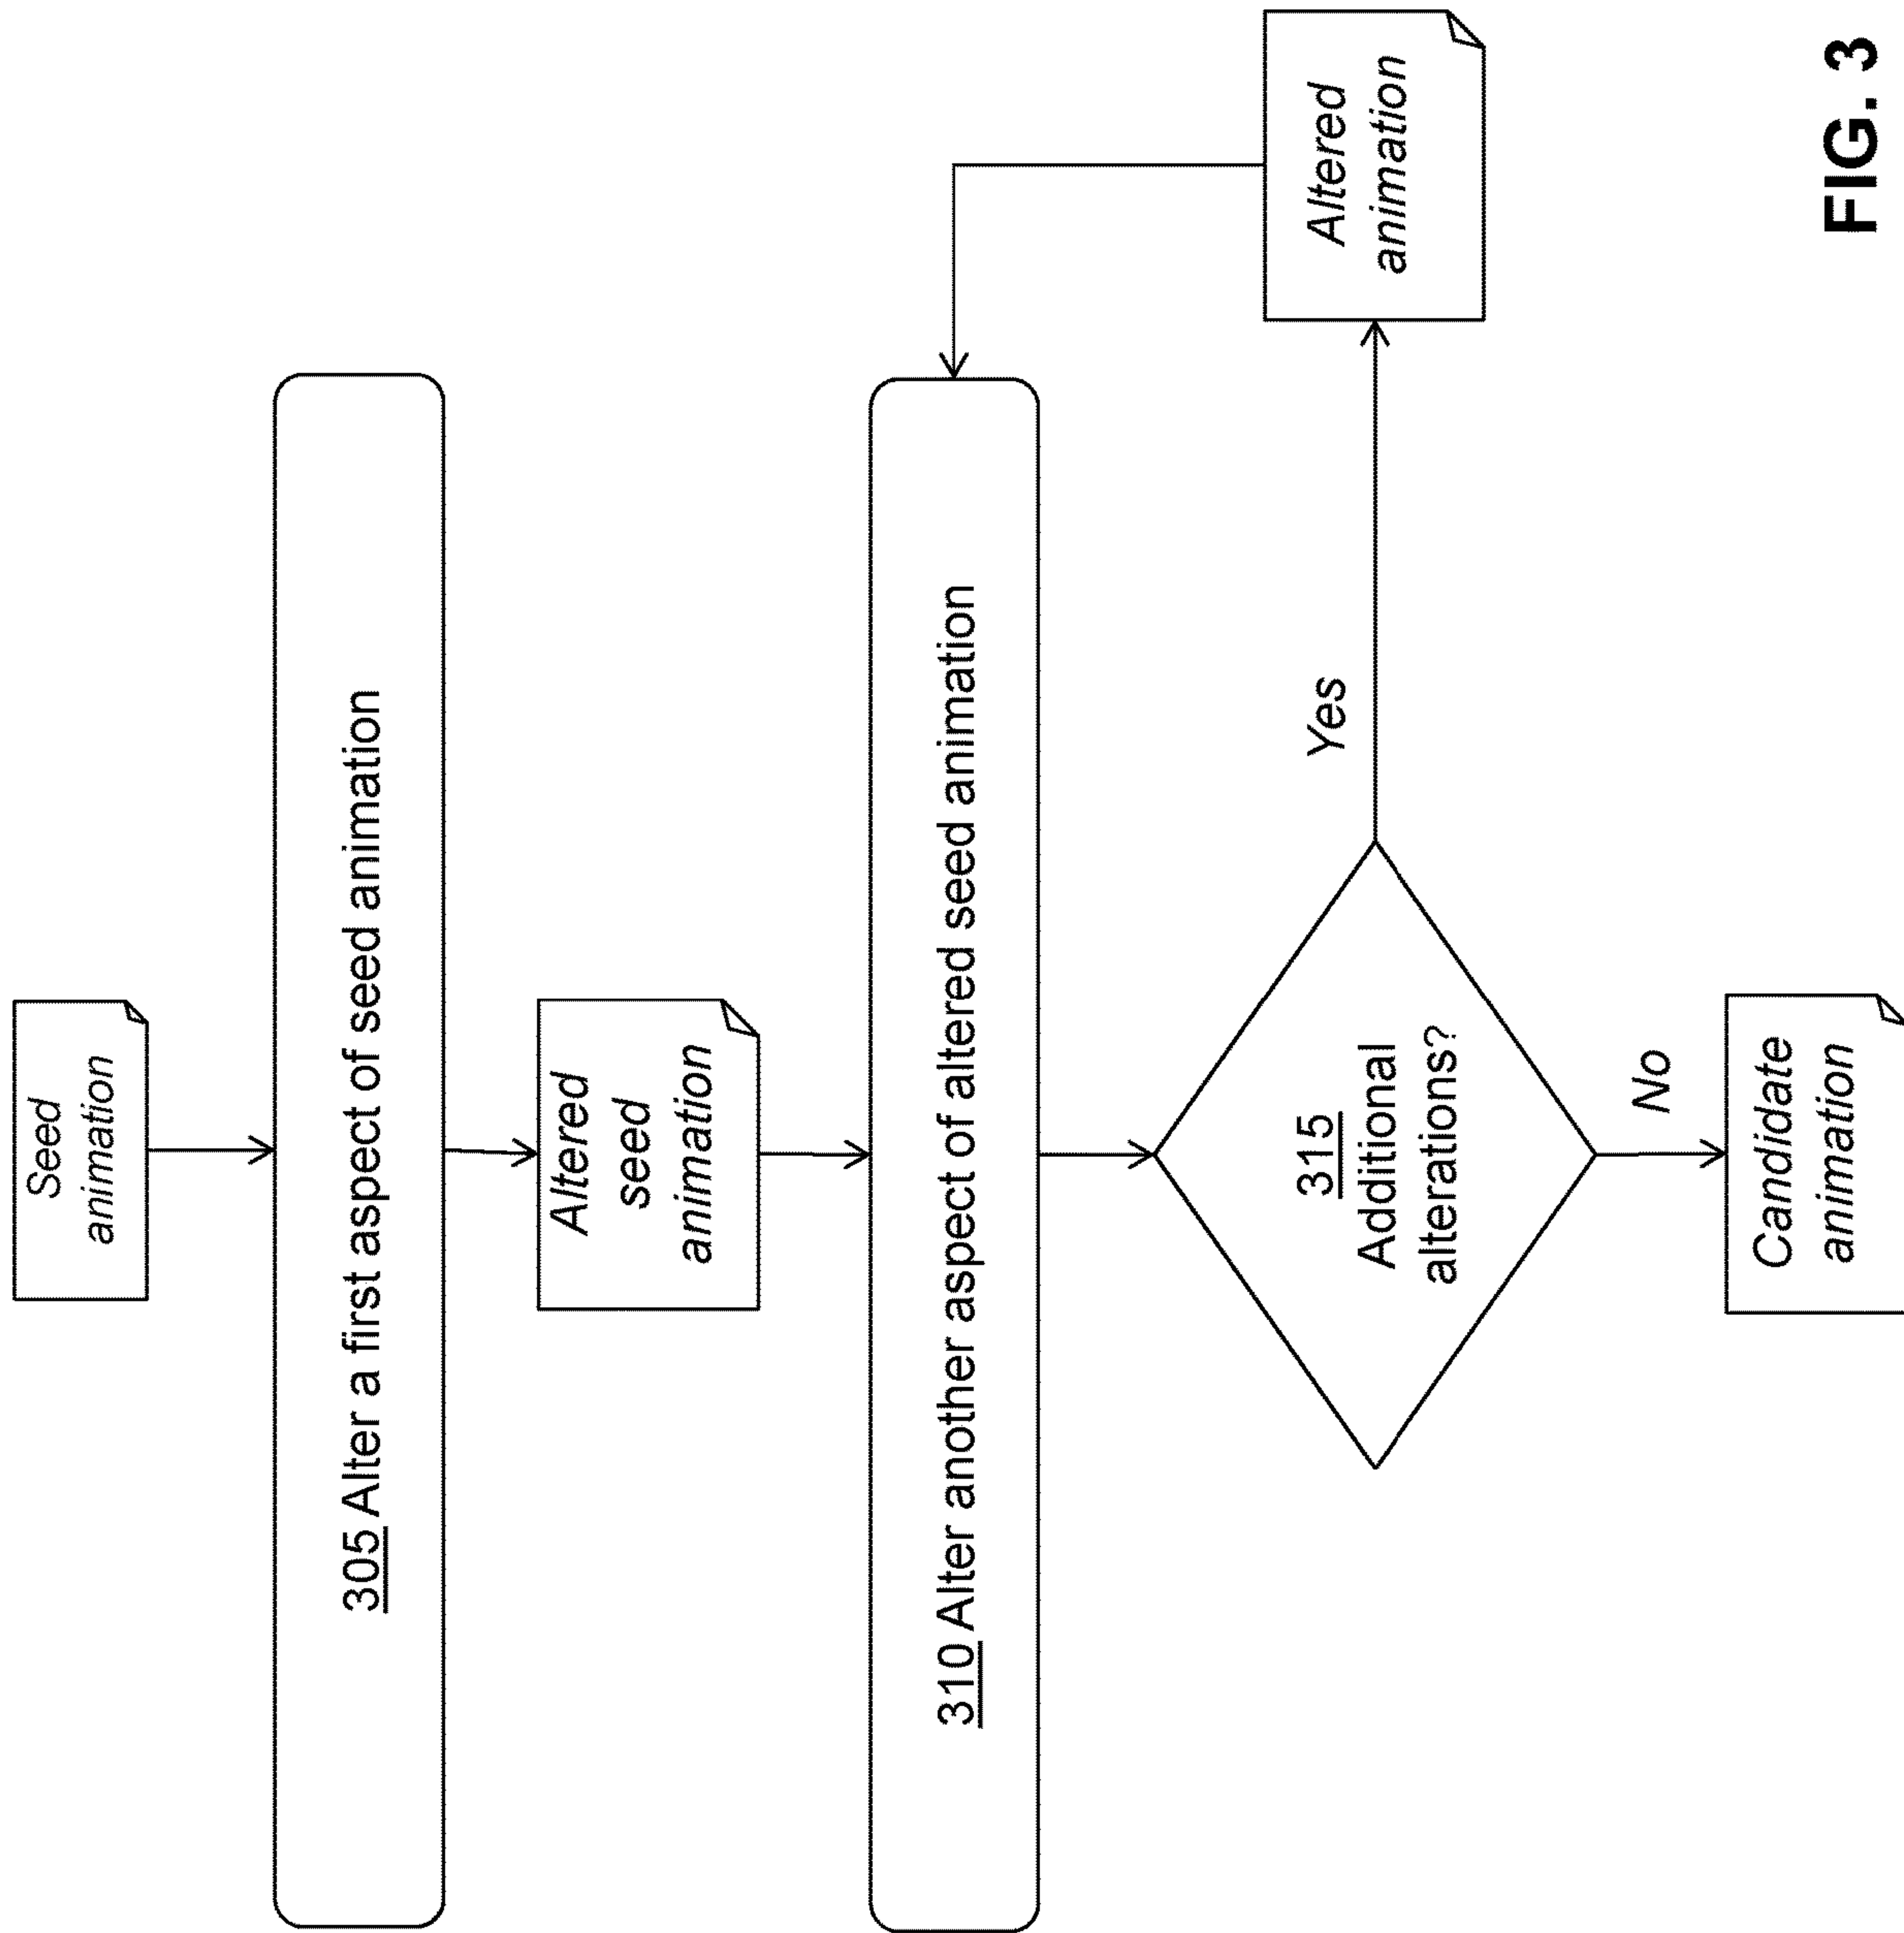 Seed
animation
305 Alter a first aspect of seed animation
Altered
seed
animation
310 Alter another aspect of altered seed animation
315
Additional
alterations?
Yes
Altered
animation
No
Candidate
animation
FIG. 3